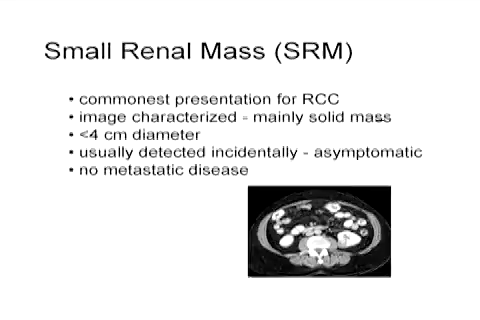 Small Renal Mass (SRM)
• commonest presentation for RCC
• image characterized - mainly solid mass
• <4 cm diameter
• usually detected incidentally - asymptomatic
• no metastatic disease